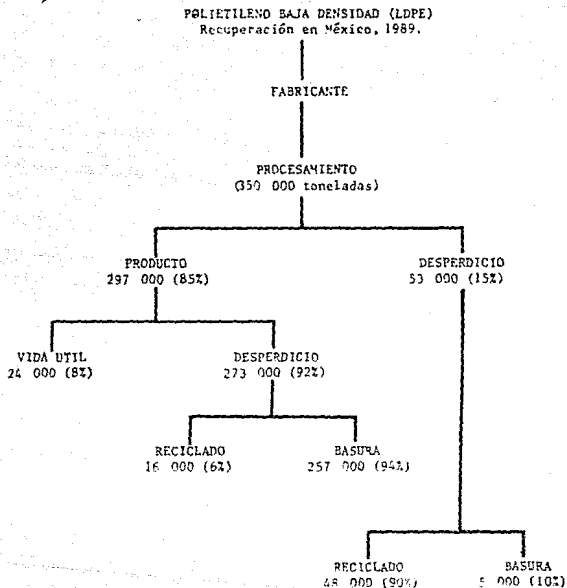 POLIETILENO BAJA DENSIDAD (LDPE)
Recuperación en México, 1989.
FABRICANTE
PROCESAMIENTO
(350 000 toneladas)
PRODUCTO
297 000 (85%)
DESPERDICIO
53 000 (15%)
VIDA UTIL
24 000 (8%)
DESPERDICIO
273 000 (92%)
RECICLADO
16 000 (6%)
BASURA
257 000 (94%)
RECICLADO
48 000 (90%)
BASURA
5 000 (10%)